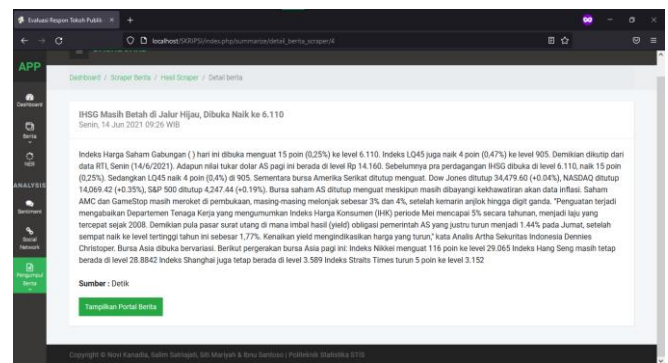 Evaluasi Respon Tokoh Publik
localhost/SKRIPSI/index.php/summarize/detail_berita_scraper/4
APP
Dashboard / Scraper Berita / Hasil Scraper / Detail berita
Dashboard
Berita
NER
ANALYSIS
Sentiment
Social
Network
Pengumpul
Berita
IHSG Masih Betah di Jalur Hijau, Dibuka Naik ke 6.110
Senin, 14 Jun 2021 09:26 WIB
Indeks Harga Saham Gabungan ( ) hari ini dibuka menguat 15 poin (0,25%) ke level 6.110. Indeks LQ45 juga naik 4 poin (0,47%) ke level 905. Demikian dikutip dari
data RTI, Senin (14/6/2021). Adapun nilai tukar dolar AS pagi ini berada di level Rp 14.160. Sebelumnya pra perdagangan IHSG dibuka di level 6.110, naik 15 poin
(0,25%). Sedangkan LQ45 naik 4 poin (0,4%) di 905. Sementara bursa Amerika Serikat ditutup menguat. Dow Jones ditutup 34,479.60 (+0.04%), NASDAQ ditutup
14,069.42 (+0.35%), S&P 500 ditutup 4,247.44 (+0.19%). Bursa saham AS ditutup menguat meskipun masih dibayangi kekhawatiran akan data inflasi. Saham
AMC dan GameStop masih meroket di pembukaan, masing-masing melonjak sebesar 3% dan 4%, setelah kemarin anjlok hingga digit ganda. "Penguatan terjadi
mengabaikan Departemen Tenaga Kerja yang mengumumkan Indeks Harga Konsumen (IHK) periode Mei mencapai 5% secara tahunan, menjadi laju yang
tercepat sejak 2008. Demikian pula pasar surat utang di mana imbal hasil (yield) obligasi pemerintah AS yang justru turun menjadi 1.44% pada Jumat, setelah
sempat naik ke level tertinggi tahun ini sebesar 1,77%. Kenaikan yield mengindikasikan harga yang turun," kata Analis Artha Sekuritas Indonesia Dennies
Christoper. Bursa Asia dibuka bervariasi. Berikut pergerakan bursa Asia pagi ini: Indeks Nikkei menguat 116 poin ke level 29.065 Indeks Hang Seng masih tetap
berada di level 28.8842 Indeks Shanghai juga tetap berada di level 3.589 Indeks Straits Times turun 5 poin ke level 3.152
Sumber : Detik
Tampilkan Portal Berita
Copyright © Novi Kanadia, Salim Satriajati, Siti Mariyah & Ibnu Santoso | Politeknik Statistika STIS